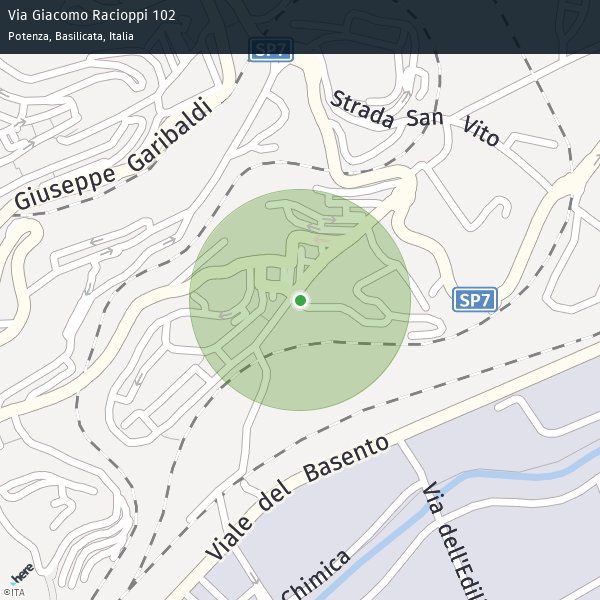 Via Giacomo Racioppi 102
Potenza, Basilicata, Italia
SP7
Strada San Vito
Giuseppe Garibaldi
SP7
Viale del Basento
Via dell'Edil
Chimica
here
©ITA